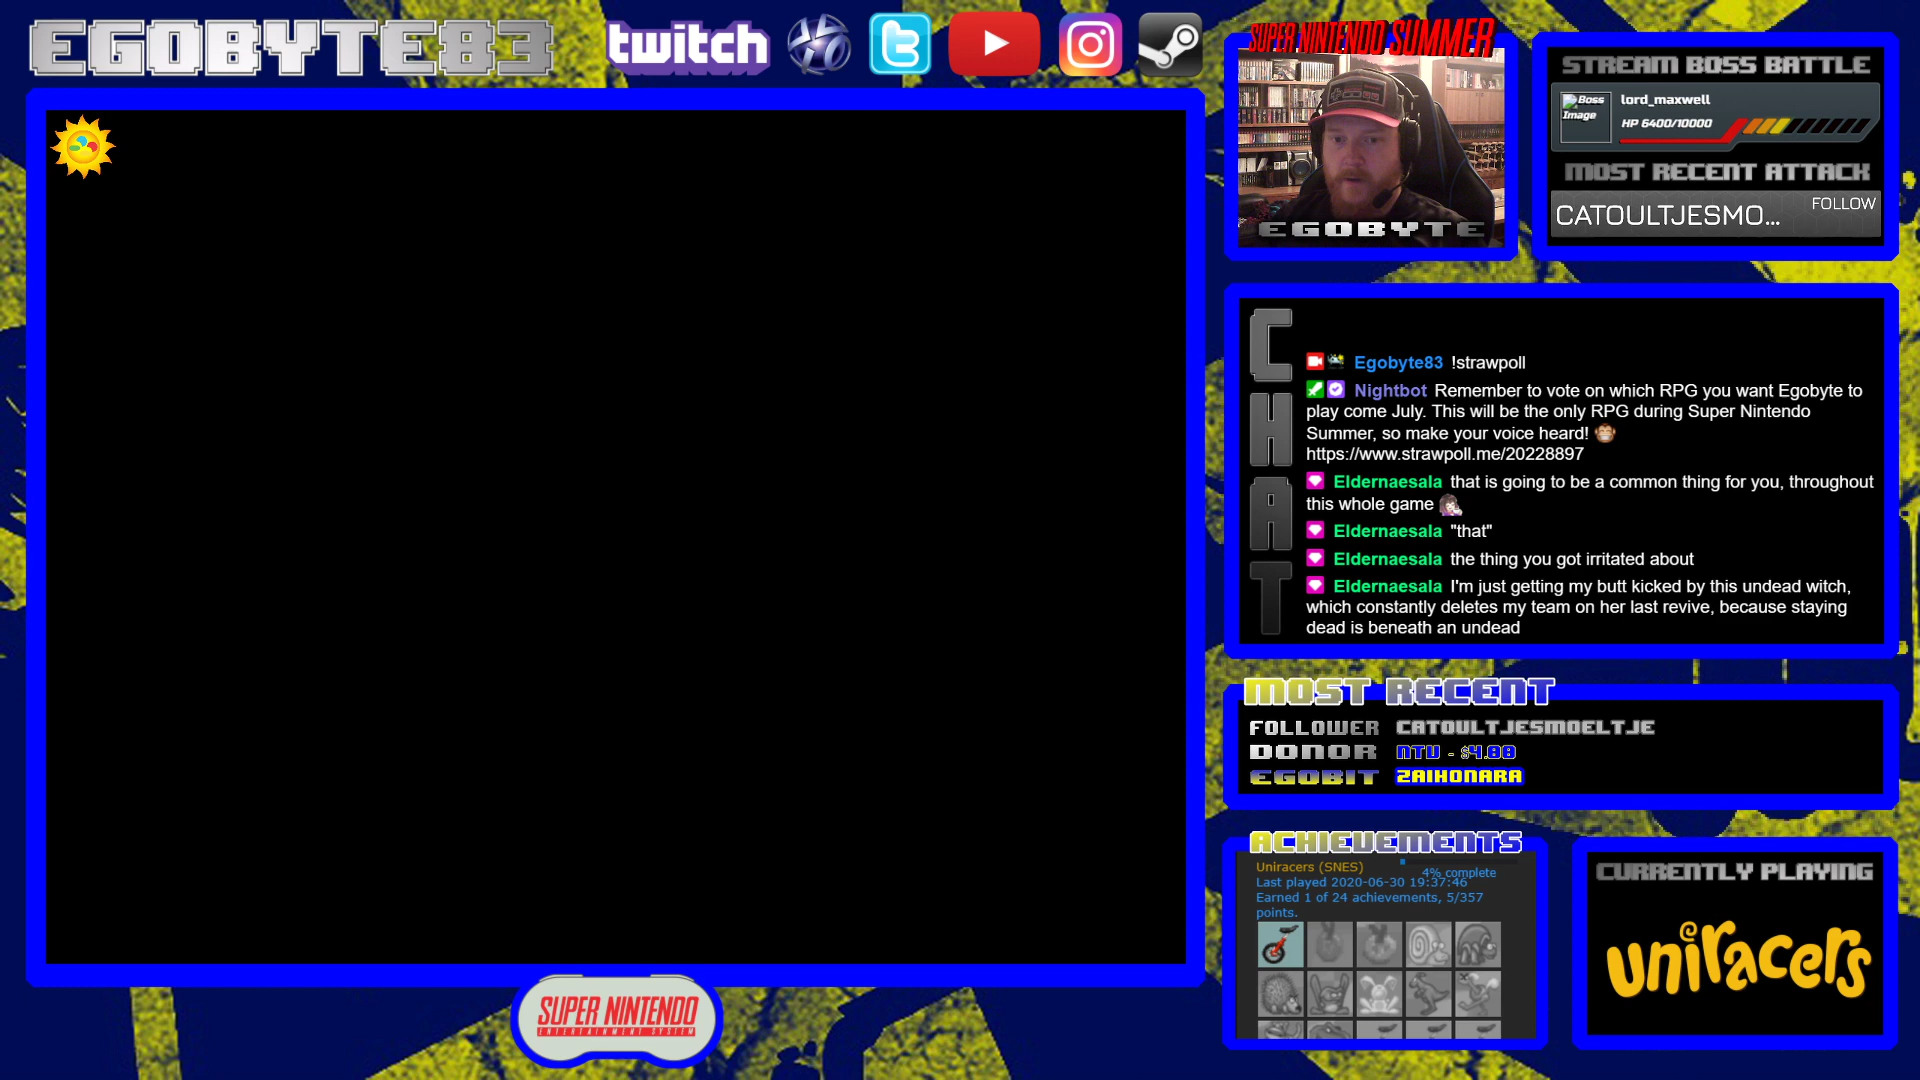 EGOBYTE83
twitch
SUPER NINTENDO SUMMER
EGOBYTE
STREAM BOSS BATTLE
Boss Image
lord_maxwell
HP 6400/10000
MOST RECENT ATTACK
CATOULTJESMO...
FOLLOW
CHAT
Egobyte83 !strawpoll
Nightbot Remember to vote on which RPG you want Egobyte to
play come July. This will be the only RPG during Super Nintendo
Summer, so make your voice heard!
https://www.strawpoll.me/20228897
Eldernaesala that is going to be a common thing for you, throughout
this whole game
Eldernaesala "that"
Eldernaesala the thing you got irritated about
Eldernaesala I'm just getting my butt kicked by this undead witch,
which constantly deletes my team on her last revive, because staying
dead is beneath an undead
MOST RECENT
FOLLOWER CATOULTJESMOELTJE
DONOR NTU - $4.88
EGOBIT ZAIHONARA
ACHIEVEMENTS
Uniracers (SNES)
4% complete
Last played 2020-06-30 19:37:46
Earned 1 of 24 achievements, 5/357
points.
CURRENTLY PLAYING
uniracers
SUPER NINTENDO
ENTERTAINMENT SYSTEM